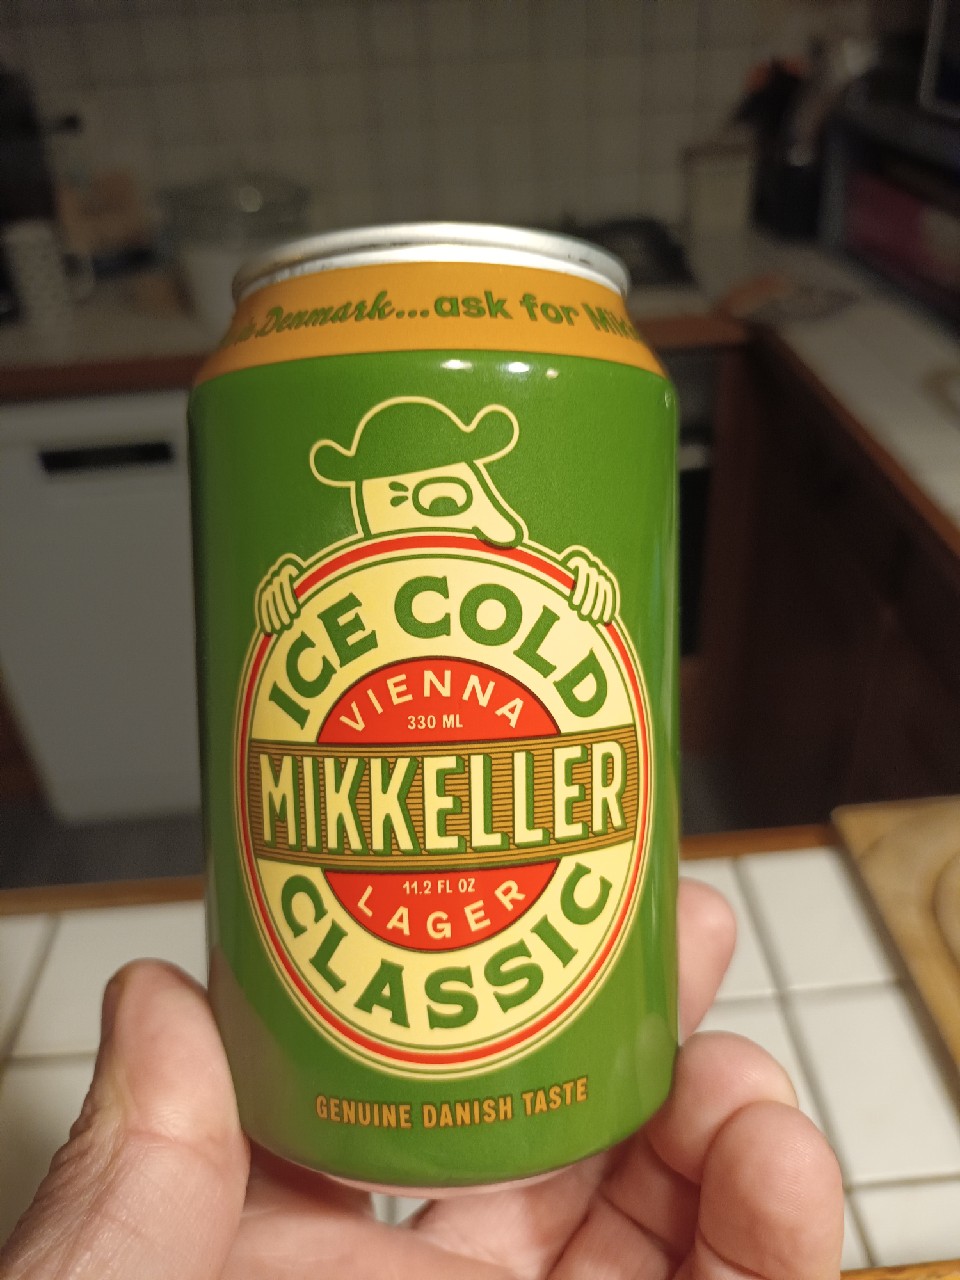 Denmark...ask for
ICE COLD
VIENNA
330 ML
MIKKELLER
11.2 FL OZ
LAGER
CLASSIC
GENUINE DANISH TASTE